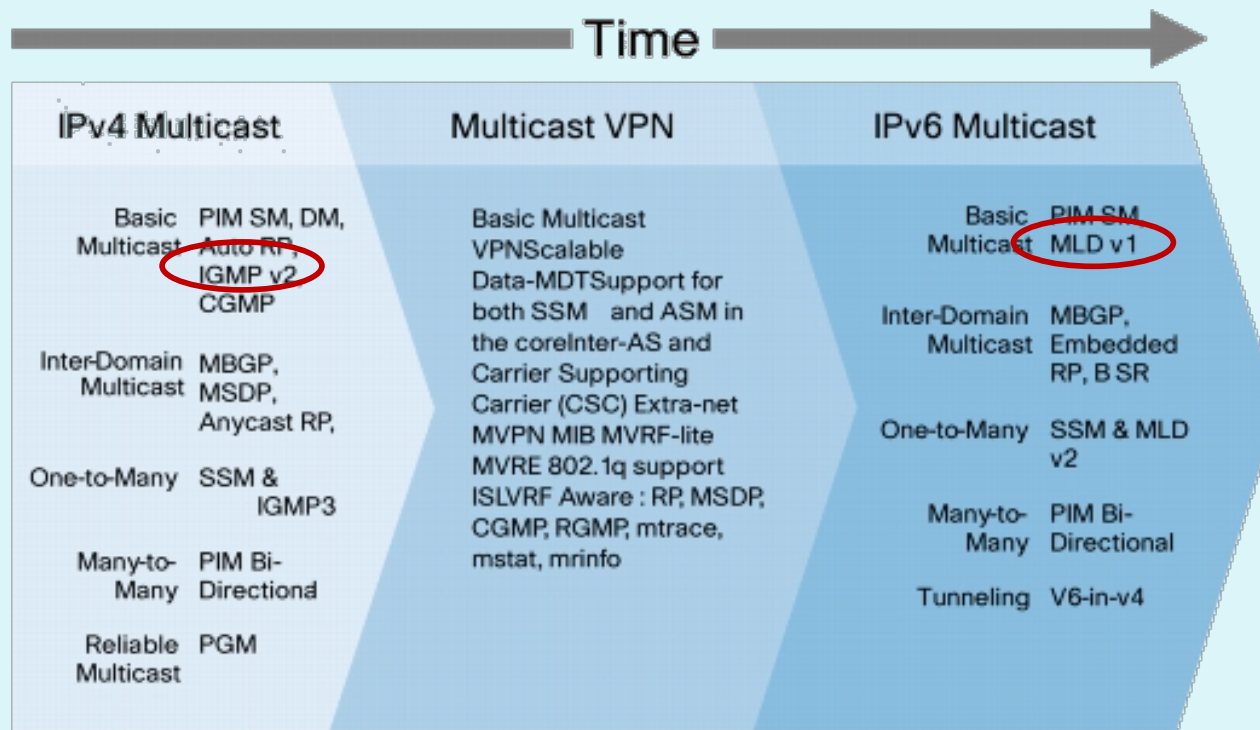 Time
IPv4 Multicast
Basic PIM SM, DM,
Multicast Auto RP,
IGMP v2
CGMP
Inter-Domain MBGP,
Multicast MSDP,
Anycast RP,
One-to-Many SSM &
IGMP3
Many-to- PIM Bi-
Many Directional
Reliable PGM
Multicast
Multicast VPN
Basic Multicast
VPNScalable
Data-MDTSupport for
both SSM and ASM in
the coreInter-AS and
Carrier Supporting
Carrier (CSC) Extra-net
MVPN MIB MVRF-lite
MVRE 802.1q support
ISLVRF Aware : RP, MSDP,
CGMP, RGMP, mtrace,
mstat, mrinfo
IPv6 Multicast
Basic PIM SM,
Multicast MLD v1
Inter-Domain MBGP,
Multicast Embedded
RP, B SR
One-to-Many SSM & MLD
v2
Many-to- PIM Bi-
Many Directional
Tunneling V6-in-v4